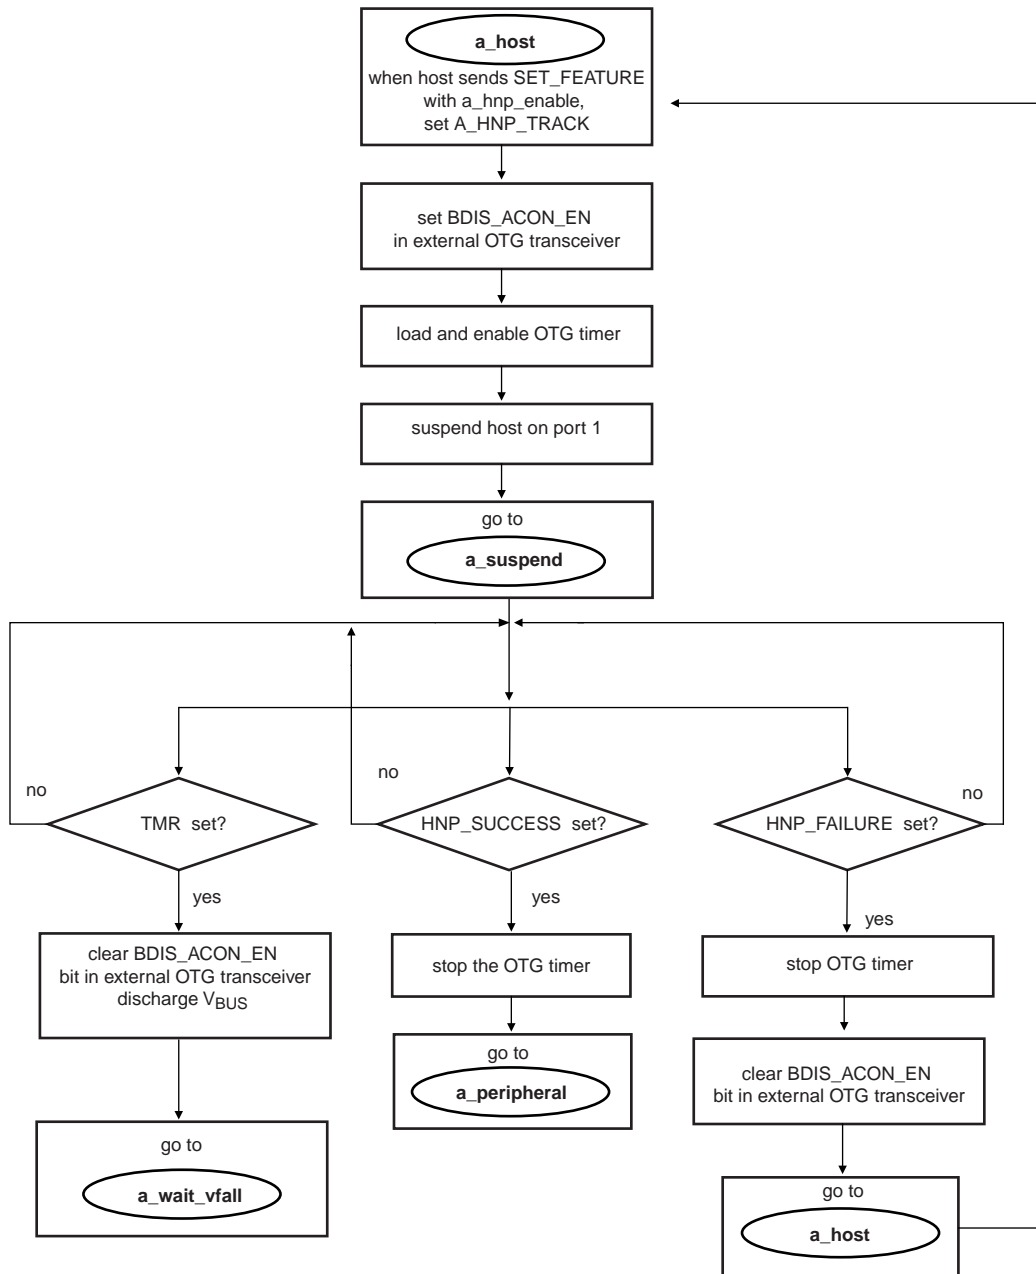 a_host
when host sends SET_FEATURE
with a_hnp_enable,
set A_HNP_TRACK
set BDIS_ACON_EN
in external OTG transceiver
load and enable OTG timer
suspend host on port 1
go to
a_suspend
no
TMR set?
no
HNP_SUCCESS set?
no
HNP_FAILURE set?
yes
clear BDIS_ACON_EN
bit in external OTG transceiver
discharge VBUS
go to
a_wait_vfall
yes
stop the OTG timer
go to
a_peripheral
yes
stop OTG timer
clear BDIS_ACON_EN
bit in external OTG transceiver
go to
a_host